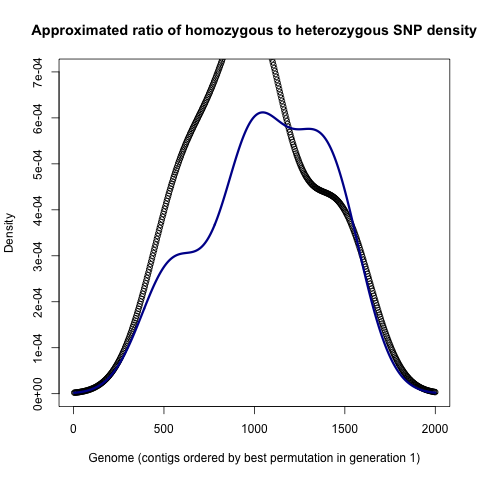 Approximated ratio of homozygous to heterozygous SNP density
7e-04
6e-04
5e-04
4e-04
3e-04
2e-04
1e-04
0e+00
Density
0 500 1000 1500 2000
Genome (contigs ordered by best permutation in generation 1)